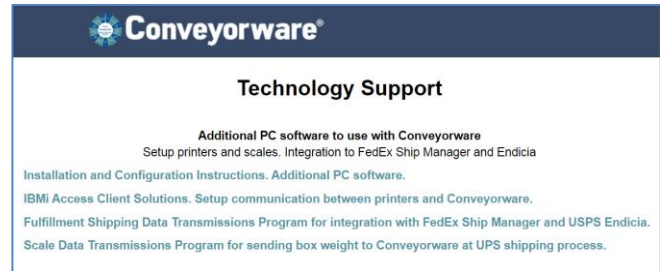 Conveyorware®
Technology Support
Additional PC software to use with Conveyorware
Setup printers and scales. Integration to FedEx Ship Manager and Endicia
Installation and Configuration Instructions. Additional PC software.
IBMi Access Client Solutions. Setup communication between printers and Conveyorware.
Fulfillment Shipping Data Transmissions Program for integration with FedEx Ship Manager and USPS Endicia.
Scale Data Transmissions Program for sending box weight to Conveyorware at UPS shipping process.